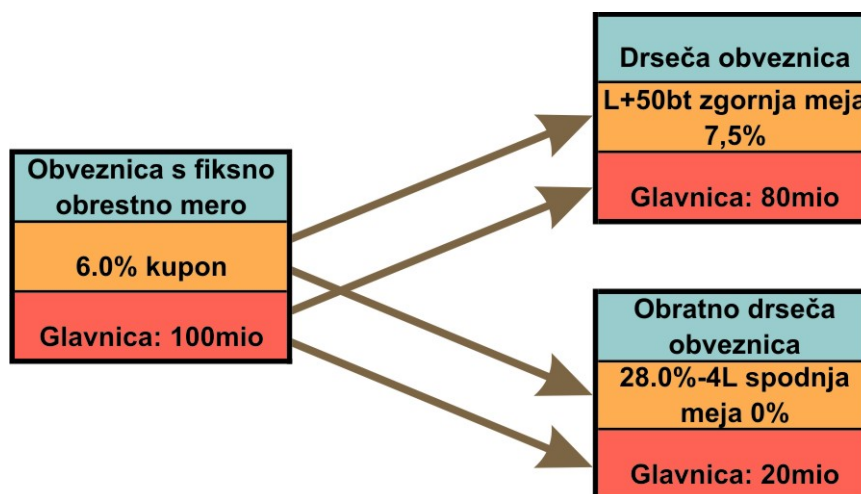 Obveznica s fiksno
obrestno mero
6.0% kupon
Glavnica: 100mio
Drseča obveznica
L+50bt zgornja meja
7,5%
Glavnica: 80mio
Obratno drseča
obveznica
28.0%-4L spodnja
meja 0%
Glavnica: 20mio